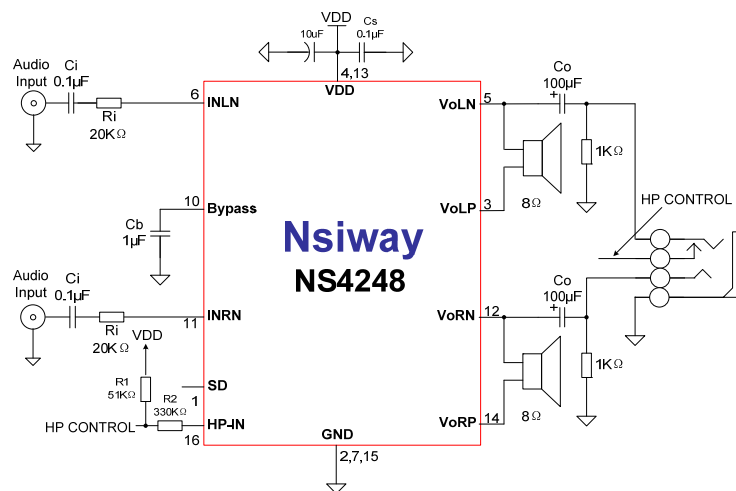 VDD
10uF
Cs
0.1µF
4,13
VDD
Audio
Input
Ci
0.1µF
Ri
20KΩ
6
INLN
VoLN
5
Co
100µF
+
1KΩ
8Ω
VoLP
3
10
Bypass
Cb
1µF
Nsiway
NS4248
HP CONTROL
Audio
Input
Ci
0.1µF
Ri
20KΩ
11
INRN
VoRN
12
Co
100µF
+
1KΩ
8Ω
VoRP
14
VDD
R1
51KΩ
R2
330KΩ
SD
1
HP CONTROL
HP-IN
16
GND
2,7,15